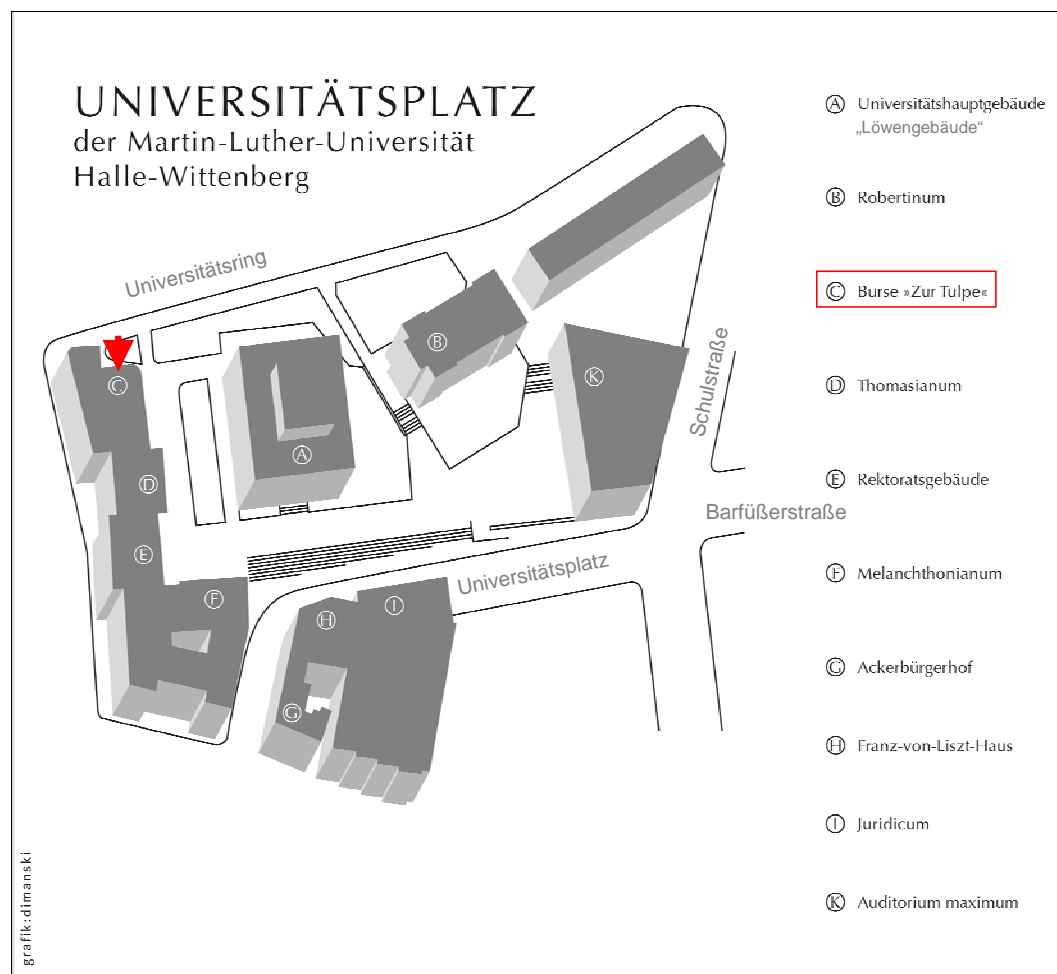 UNIVERSITÄTSPLATZ
der Martin-Luther-Universität
Halle-Wittenberg
Universitätsring
Schulstraße
Barfüßerstraße
Universitätsplatz
A
B
C
D
E
F
G
H
I
K
Ⓐ Universitätshauptgebäude
„Löwengebäude“
Ⓑ Robertinum
Ⓒ Burse »Zur Tulpe«
Ⓓ Thomasianum
Ⓔ Rektoratsgebäude
Ⓕ Melanchthonianum
Ⓖ Ackerbürgerhof
Ⓗ Franz-von-Liszt-Haus
Ⓘ Juridicum
Ⓚ Auditorium maximum
grafik:dimanski